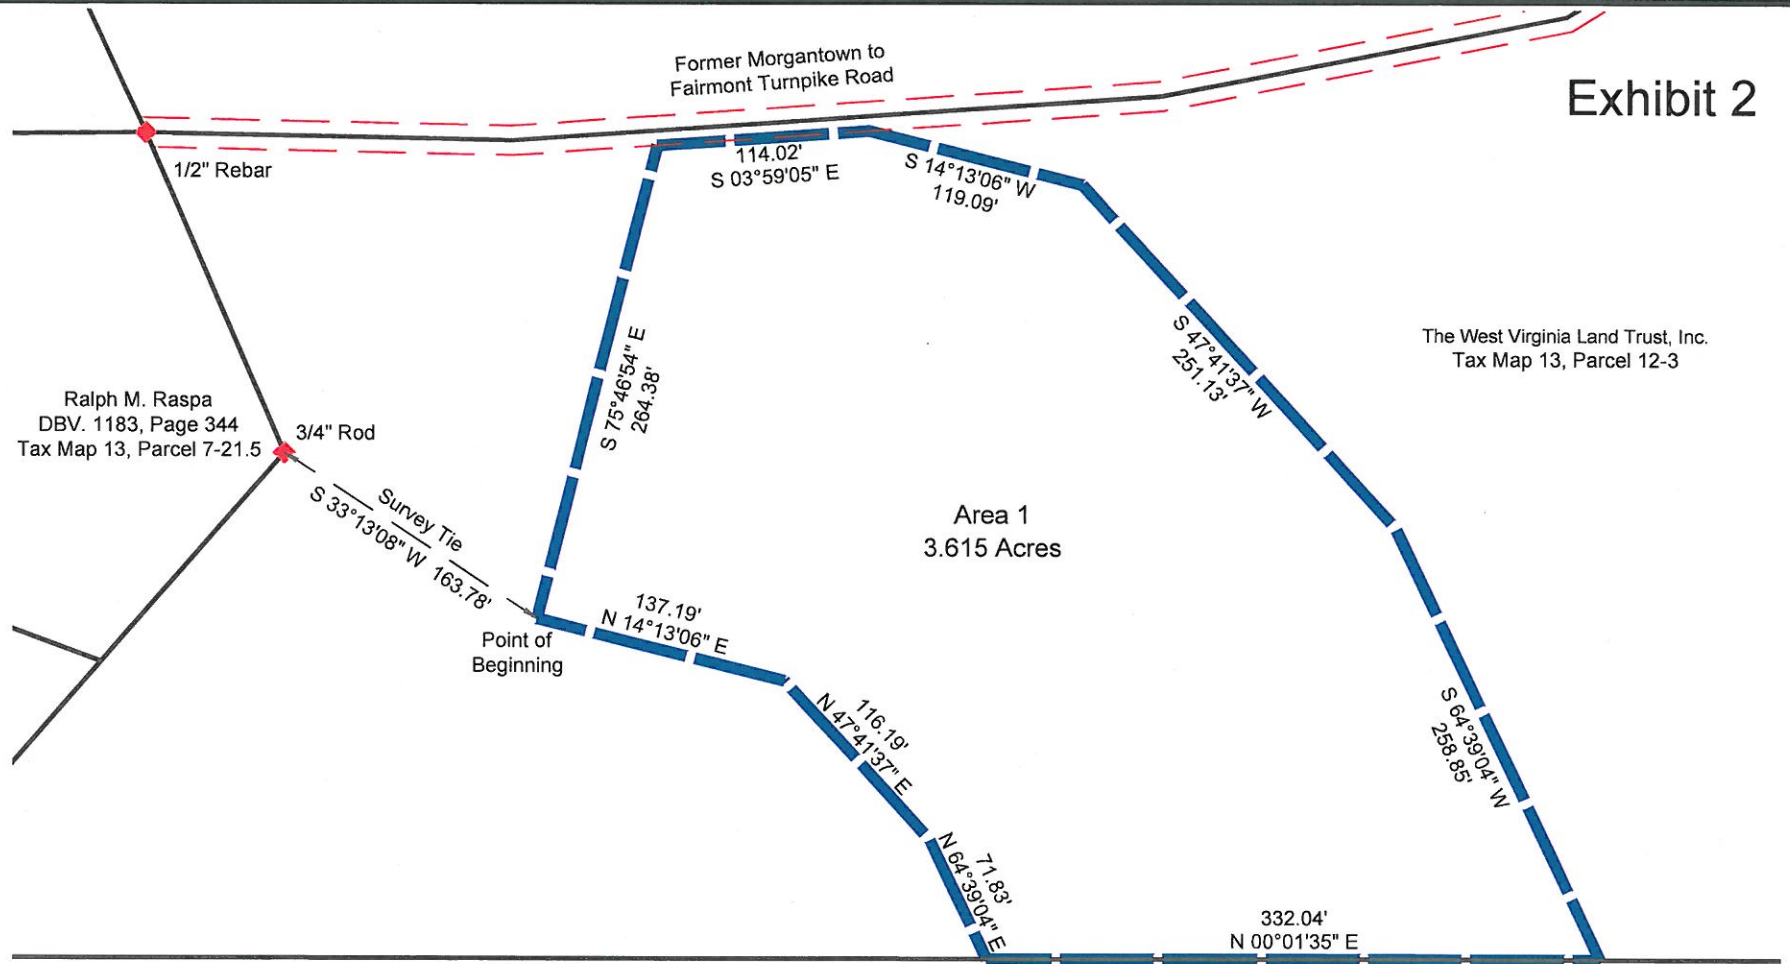 Former Morgantown to
Fairmont Turnpike Road
Exhibit 2
1/2" Rebar
114.02'
S 03°59'05" E
S 14°13'06" W
119.09'
S 75°46'54" E
264.38'
S 47°41'37" W
251.13'
The West Virginia Land Trust, Inc.
Tax Map 13, Parcel 12-3
Ralph M. Raspa
DBV. 1183, Page 344
Tax Map 13, Parcel 7-21.5
3/4" Rod
Survey Tie
S 33°13'08" W 163.78'
Area 1
3.615 Acres
Point of
Beginning
137.19'
N 14°13'06" E
116.19'
N 47°41'37" E
71.83'
N 64°39'04" E
S 64°39'04" W
258.85'
332.04'
N 00°01'35" E